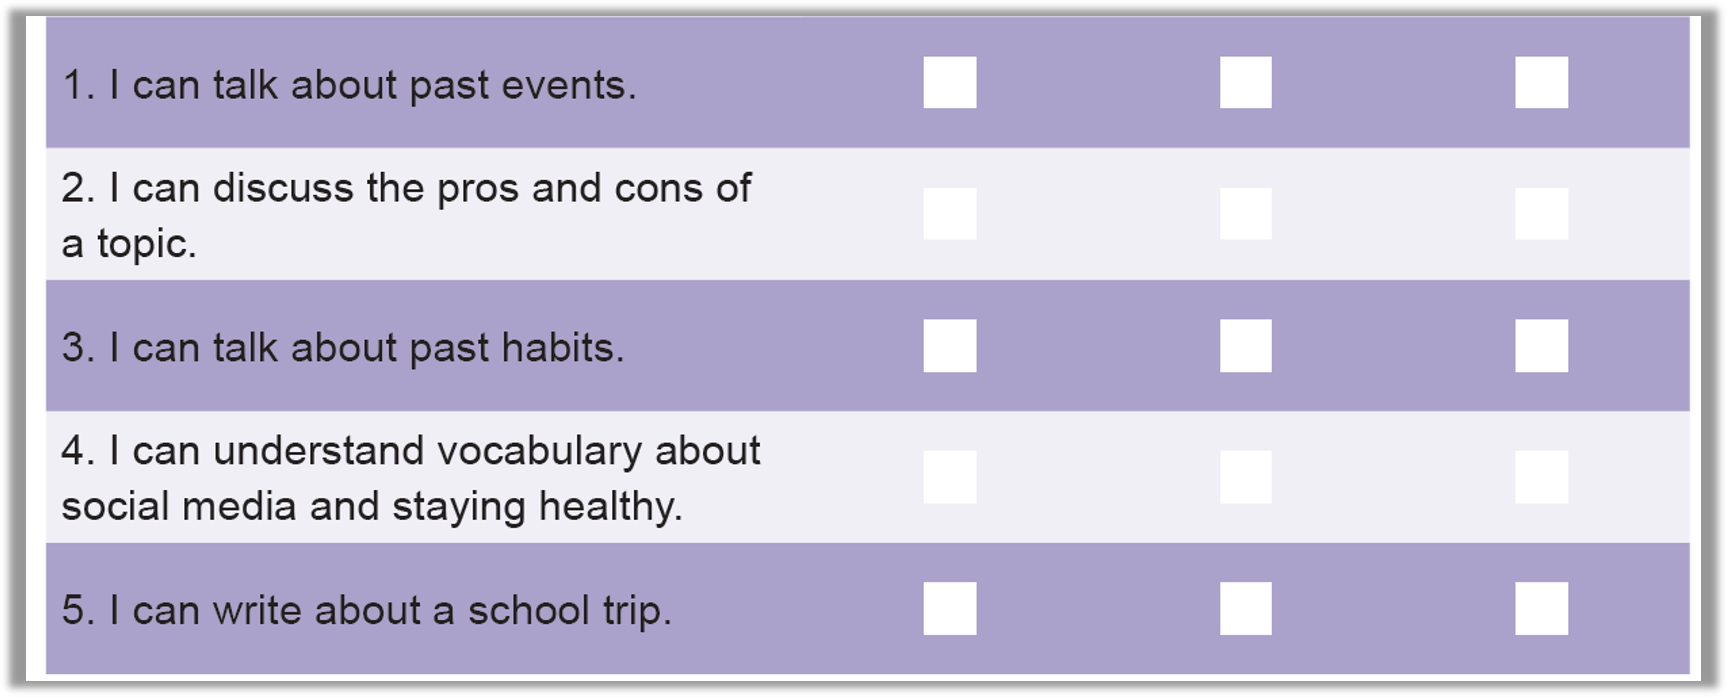 1. I can talk about past events.
2. I can discuss the pros and cons of
a topic.
3. I can talk about past habits.
4. I can understand vocabulary about
social media and staying healthy.
5. I can write about a school trip.